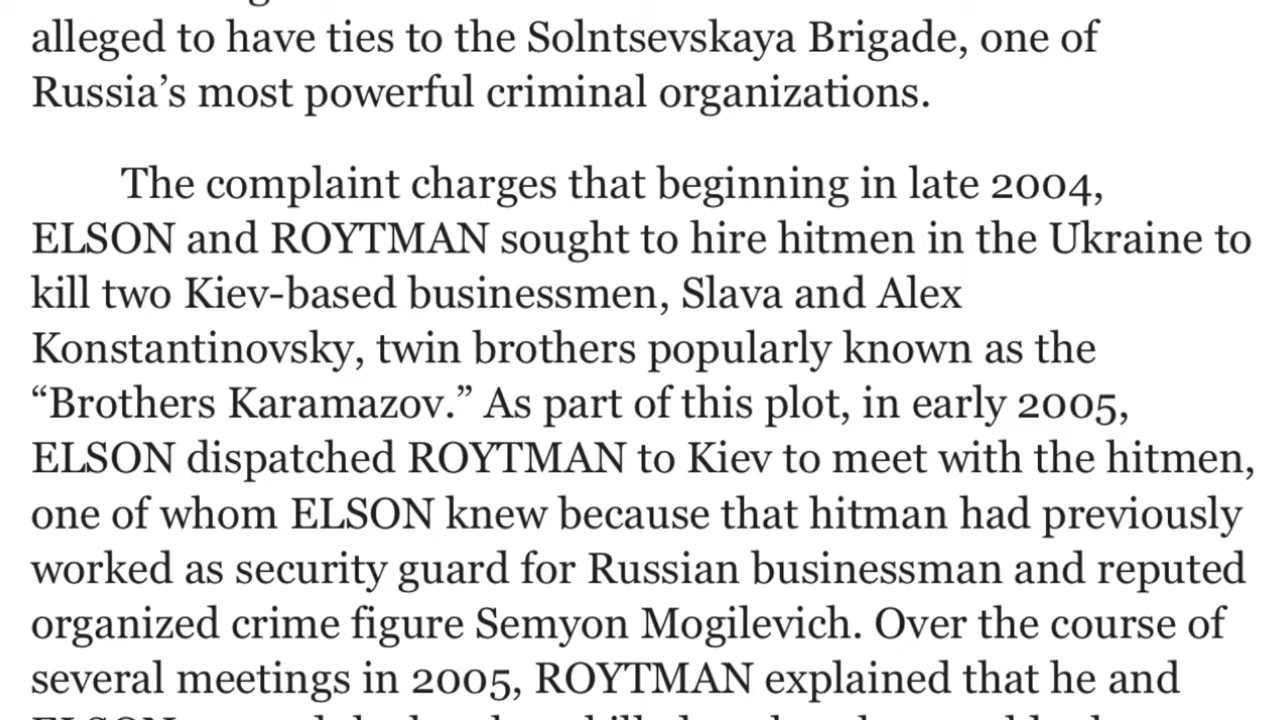 alleged to have ties to the Solntsevskaya Brigade, one of
Russia’s most powerful criminal organizations.
The complaint charges that beginning in late 2004,
ELSON and ROYTMAN sought to hire hitmen in the Ukraine to
kill two Kiev-based businessmen, Slava and Alex
Konstantinovsky, twin brothers popularly known as the
“Brothers Karamazov.” As part of this plot, in early 2005,
ELSON dispatched ROYTMAN to Kiev to meet with the hitmen,
one of whom ELSON knew because that hitman had previously
worked as security guard for Russian businessman and reputed
organized crime figure Semyon Mogilevich. Over the course of
several meetings in 2005, ROYTMAN explained that he and